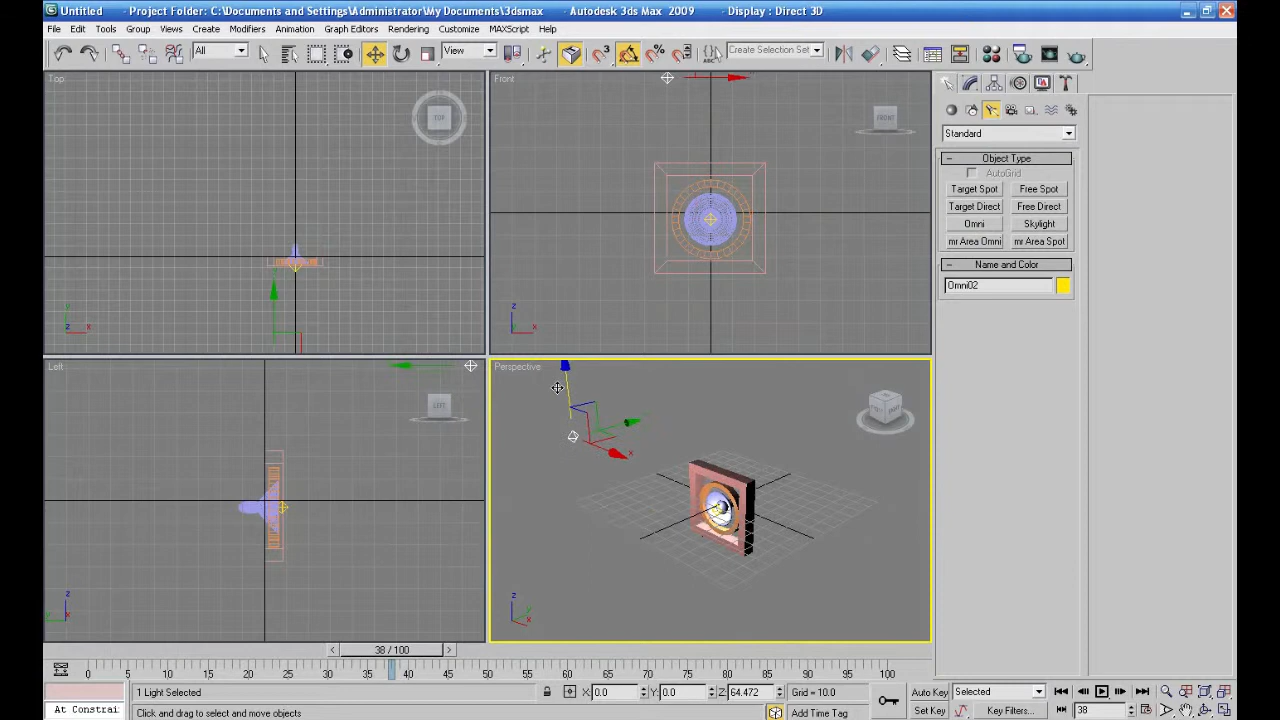 Untitled - Project Folder: C:\Documents and Settings\Administrator\My Documents\3dsmax - Autodesk 3ds Max 2009 - Display : Direct 3D
File Edit Tools Group Views Create Modifiers Animation Graph Editors Rendering Customize MAXScript Help
All View Create Selection Set
Top Front
TOP FRONT
Standard
Object Type
AutoGrid
Target Spot Free Spot
Target Direct Free Direct
Omni Skylight
mr Area Omni mr Area Spot
Name and Color
Omni02
z
y
z x
z
y x
Left Perspective
LEFT
x
z
x
z
y
x
38 / 100
0 5 10 15 20 25 30 35 40 45 50 55 60 65 70 75 80 85 90 95 100
1 Light Selected X: 0.0 Y: 0.0 Z: 64.472 Grid = 10.0 Auto Key Selected
At Constrai Click and drag to select and move objects Add Time Tag Set Key Key Filters... 38